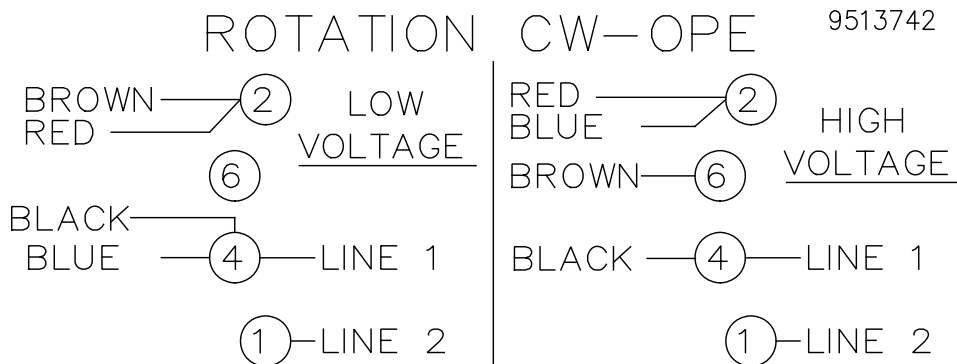 ROTATION CW-OPE
9513742
BROWN
RED
2
LOW
VOLTAGE
6
BLACK
BLUE
4
LINE 1
1
LINE 2
RED
BLUE
2
HIGH
VOLTAGE
BROWN
6
BLACK
4
LINE 1
1
LINE 2